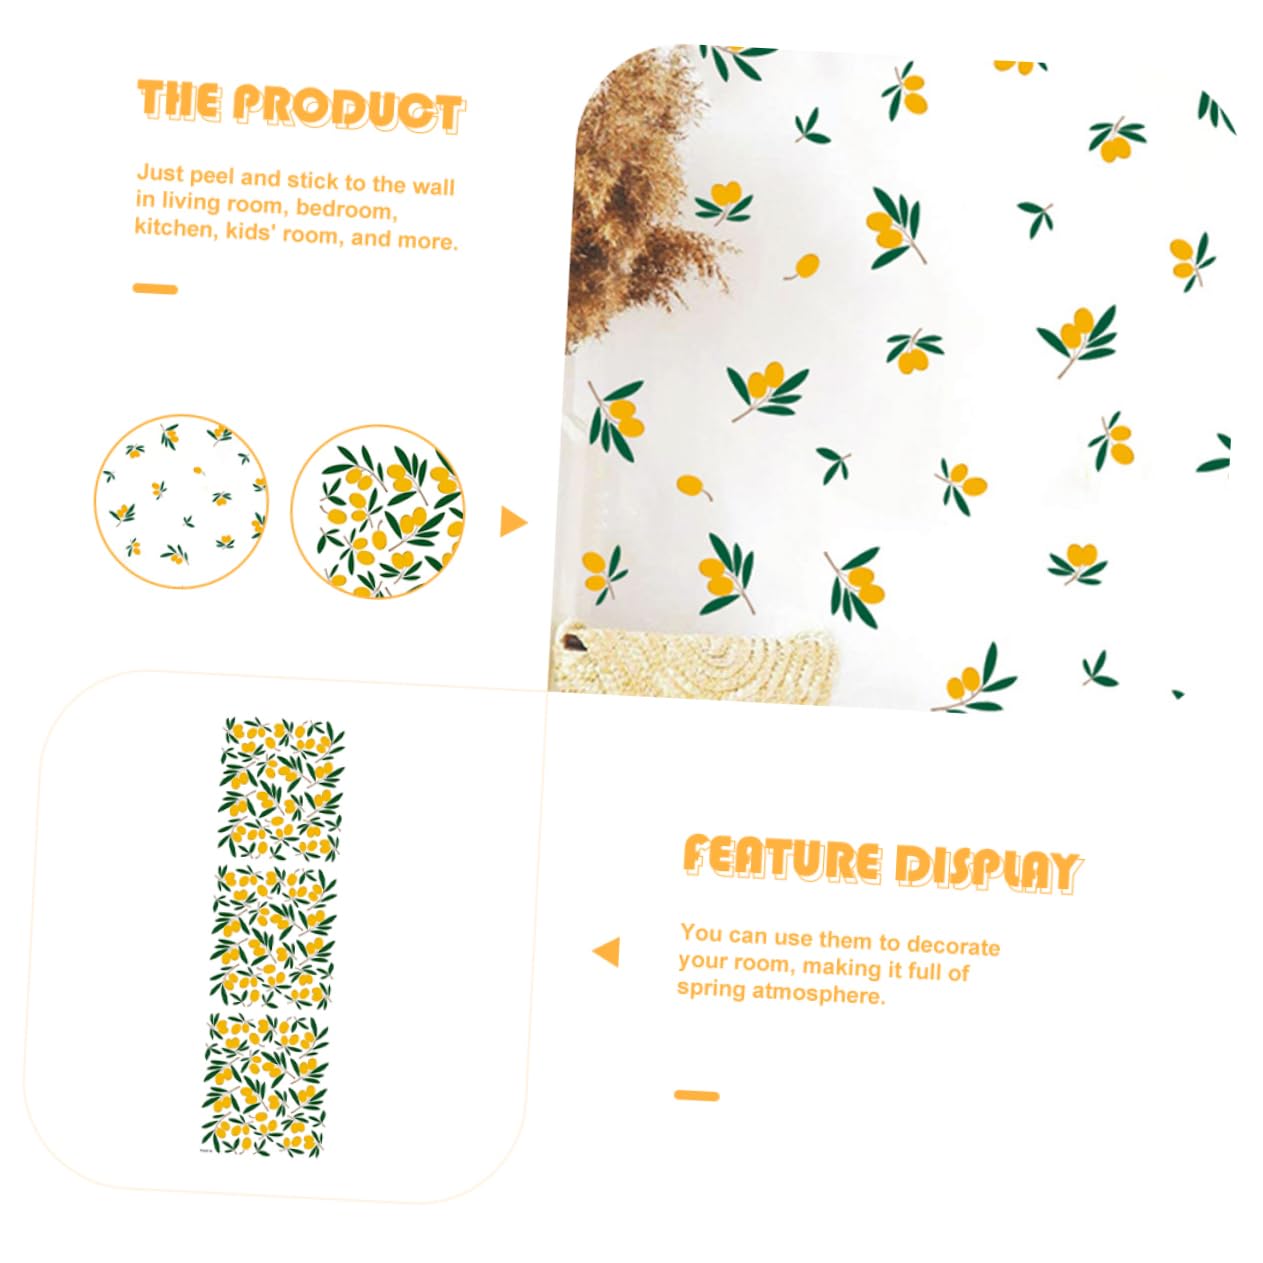 THE PRODUCT
Just peel and stick to the wall
in living room, bedroom,
kitchen, kids' room, and more.
FEATURE DISPLAY
You can use them to decorate
your room, making it full of
spring atmosphere.